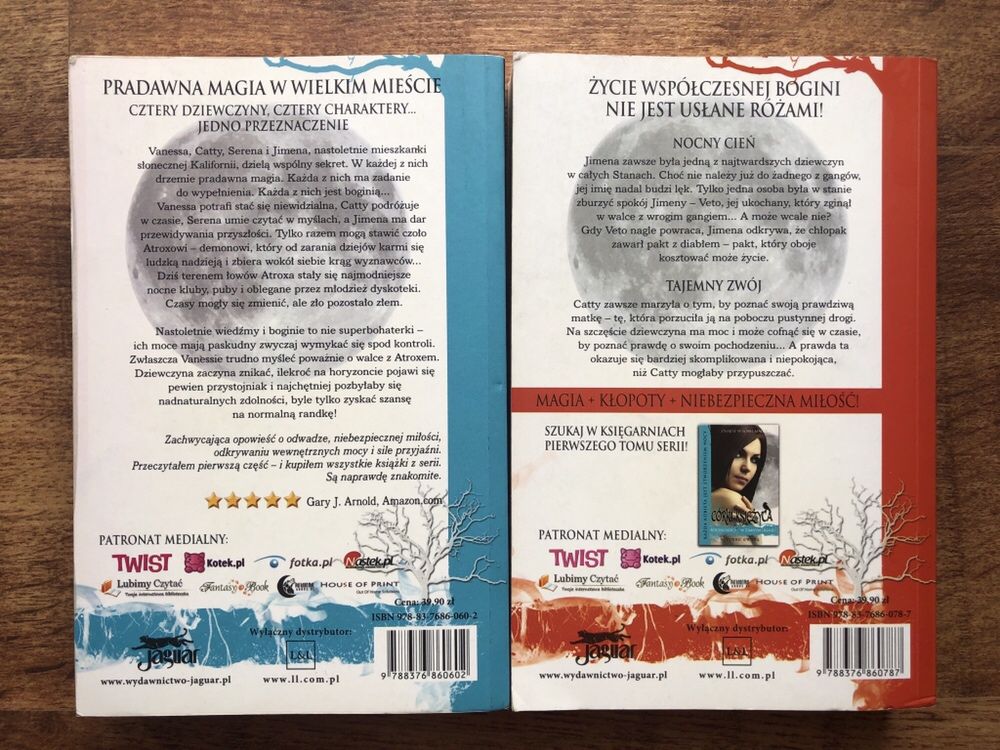 PRADAWNA MAGIA W WIELKIM MIEŚCIE
CZTERY DZIEWCZYNY, CZTERY CHARAKTERY...
JEDNO PRZEZNACZENIE
Vanessa, Catty, Serena i Jimena, nastoletnie mieszkanki
słonecznej Kalifornii, dzielą wspólny sekret. W każdej z nich
drzemie pradawna magia. Każda z nich ma zadanie
do wypełnienia. Każda z nich jest boginią...
Vanessa potrafi stać się niewidzialna, Catty podróżuje
w czasie, Serena umie czytać w myślach, a Jimena ma dar
przewidywania przyszłości. Tylko razem mogą stawić czoło
Atroxowi – demonowi, który od zarania dziejów karmi się
ludzką nadzieją i zbiera wokół siebie krąg wyznawców...
Dziś terenem łowów Atroxa stały się najmodniejsze
nocne kluby, puby i oblegane przez młodzież dyskoteki.
Czasy mogły się zmienić, ale zło pozostało złem.
Nastoletnie wiedźmy i boginie to nie superbohaterki –
ich moce mają paskudny zwyczaj wymykać się spod kontroli.
Zwłaszcza Vanessie trudno myśleć poważnie o walce z Atroxem.
Dziewczyna zaczyna znikać, ilekroć na horyzoncie pojawi się
pewien przystojniak i najchętniej pozbyłaby się
nadnaturalnych zdolności, byle tylko zyskać szansę
na normalną randkę!
Zachwycająca opowieść o odwadze, niebezpiecznej miłości,
odkrywaniu wewnętrznych mocy i sile przyjaźni.
Przeczytałem pierwszą część – i kupiłem wszystkie książki z serii.
Są naprawdę znakomite.
Gary J. Arnold, Amazon.com
PATRONAT MEDIALNY:
TWIST Kotek.pl fotka.pl Nastek.pl
Lubimy Czytać Fantasy Book HOUSE OF PRINT
Twoja internetowa biblioteczka Out Of Home Solutions
Cena: 39,90 zł
ISBN 978-83-7686-060-2
Wyłączny dystrybutor:
Jaguar L&L
www.wydawnictwo-jaguar.pl www.ll.com.pl
9 788376 860602
ŻYCIE WSPÓŁCZESNEJ BOGINI
NIE JEST USŁANE RÓŻAMI!
NOCNY CIEŃ
Jimena zawsze była jedną z najtwardszych dziewczyn
w całych Stanach. Choć nie należy już do żadnego z gangów,
jej imię nadal budzi lęk. Tylko jedna osoba była w stanie
zburzyć spokój Jimeny – Veto, jej ukochany, który zginął
w walce z wrogim gangiem... A może wcale nie?
Gdy Veto nagle powraca, Jimena odkrywa, że chłopak
zawarł pakt z diabłem – pakt, który oboje
kosztować może życie.
TAJEMNY ZWÓJ
Catty zawsze marzyła o tym, by poznać swoją prawdziwą
matkę – tę, która porzuciła ją na poboczu pustynnej drogi.
Na szczęście dziewczyna ma moc i może cofnąć się w czasie,
by poznać prawdę o swoim pochodzeniu... A prawda ta
okazuje się bardziej skomplikowana i niepokojąca,
niż Catty mogłaby przypuszczać.
MAGIA + KŁOPOTY + NIEBEZPIECZNA MIŁOŚĆ!
SZUKAJ W KSIĘGARNIACH
PIERWSZEGO TOMU SERII!
CÓRKI KSIĘŻYCA
PATRONAT MEDIALNY:
TWIST Kotek.pl fotka.pl Nastek.pl
Lubimy Czytać Fantasy Book HOUSE OF PRINT
Twoja internetowa biblioteczka Out Of Home Solutions
Cena: 39,90 zł
ISBN 978-83-7686-078-7
Wyłączny dystrybutor:
Jaguar L&L
www.wydawnictwo-jaguar.pl www.ll.com.pl
9 788376 860787